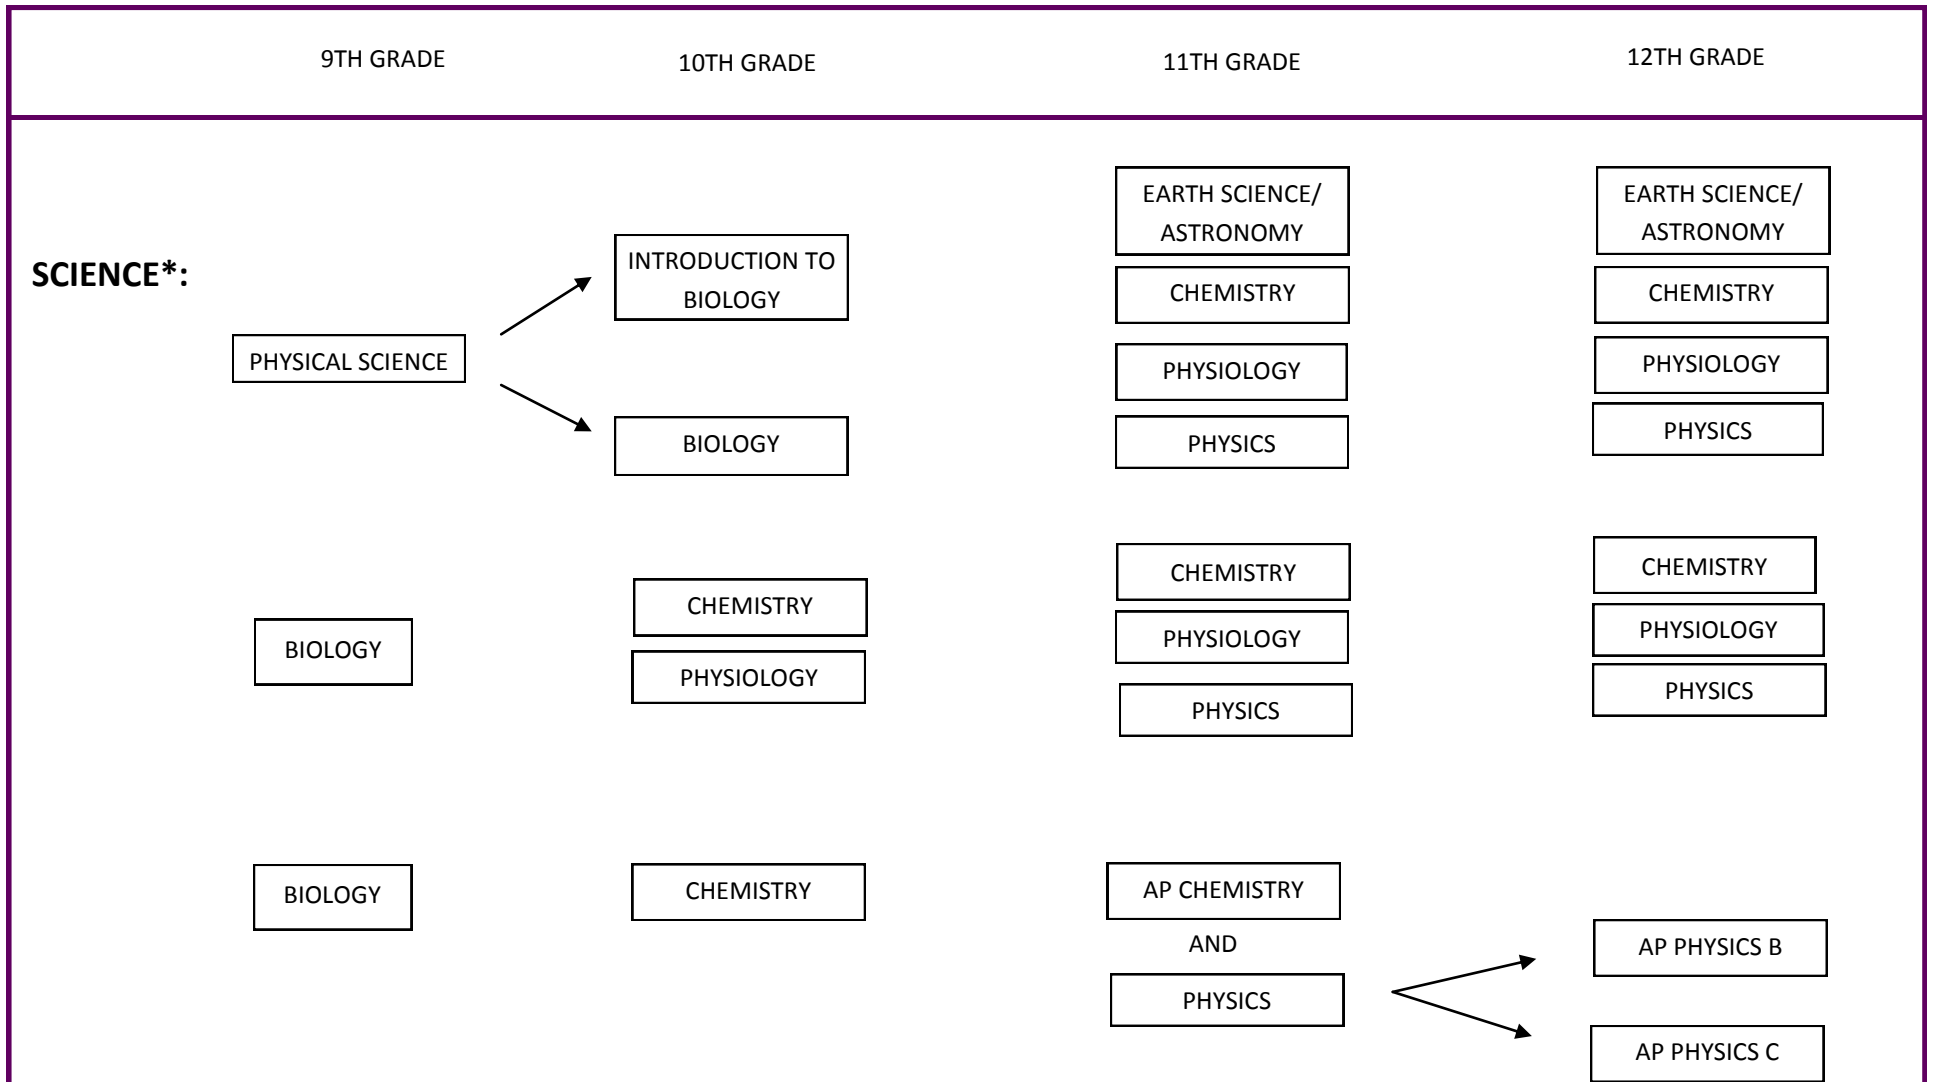 9TH GRADE
10TH GRADE
11TH GRADE
12TH GRADE
SCIENCE*:
PHYSICAL SCIENCE
INTRODUCTION TO
BIOLOGY
BIOLOGY
EARTH SCIENCE/
ASTRONOMY
CHEMISTRY
PHYSIOLOGY
PHYSICS
EARTH SCIENCE/
ASTRONOMY
CHEMISTRY
PHYSIOLOGY
PHYSICS
BIOLOGY
CHEMISTRY
PHYSIOLOGY
CHEMISTRY
PHYSIOLOGY
PHYSICS
CHEMISTRY
PHYSIOLOGY
PHYSICS
BIOLOGY
CHEMISTRY
AP CHEMISTRY
AND
PHYSICS
AP PHYSICS B
AP PHYSICS C